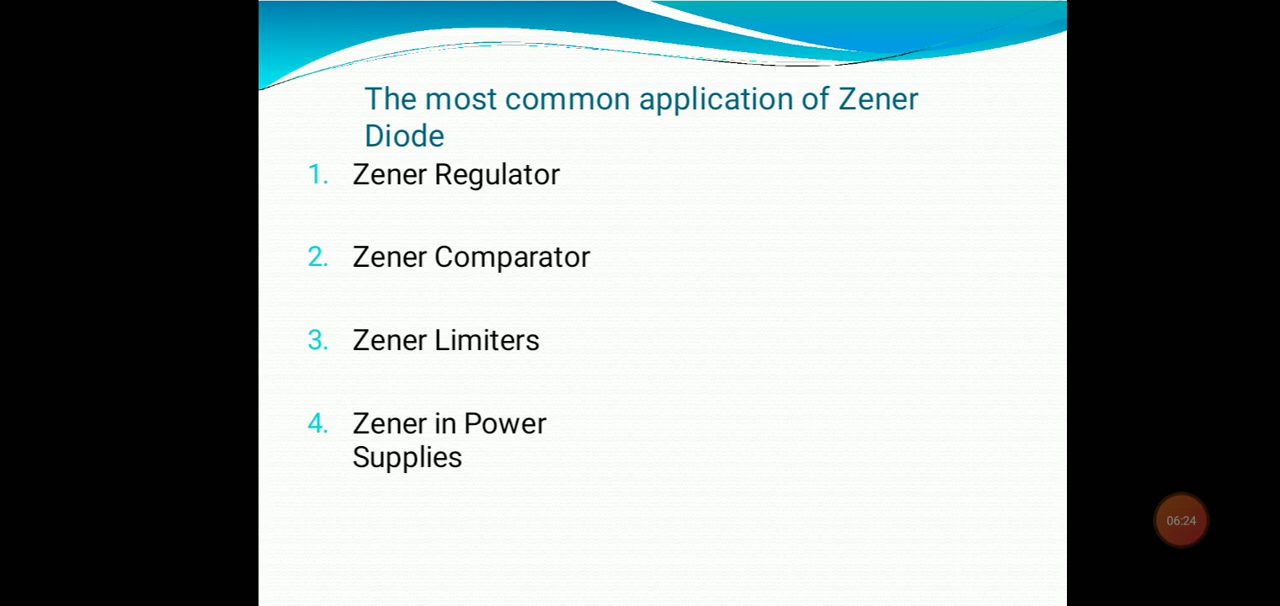 The most common application of Zener
Diode
1. Zener Regulator
2. Zener Comparator
3. Zener Limiters
4. Zener in Power
Supplies
06:24